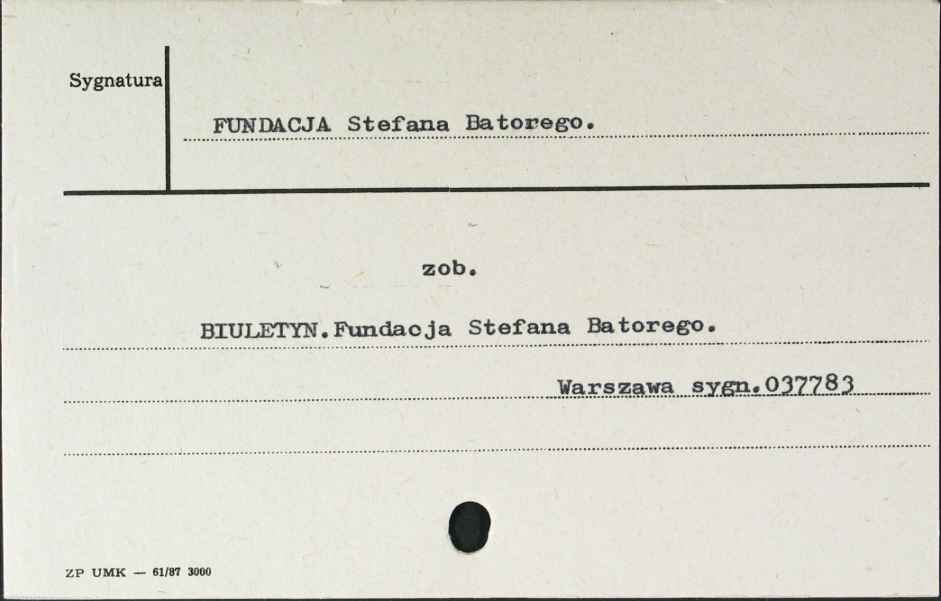 Sygnatura
FUNDACJA Stefana Batorego.
zob.
BIULETYN.Fundacja Stefana Batorego.
Warszawa sygn.037783
ZP UMK — 61/87 3000